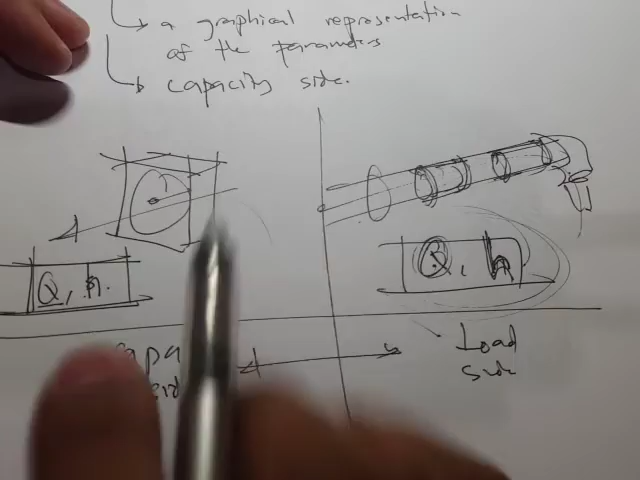 a graphical representation
of the parameters
capacity side.
Q, h.
Q, h,
Load
side